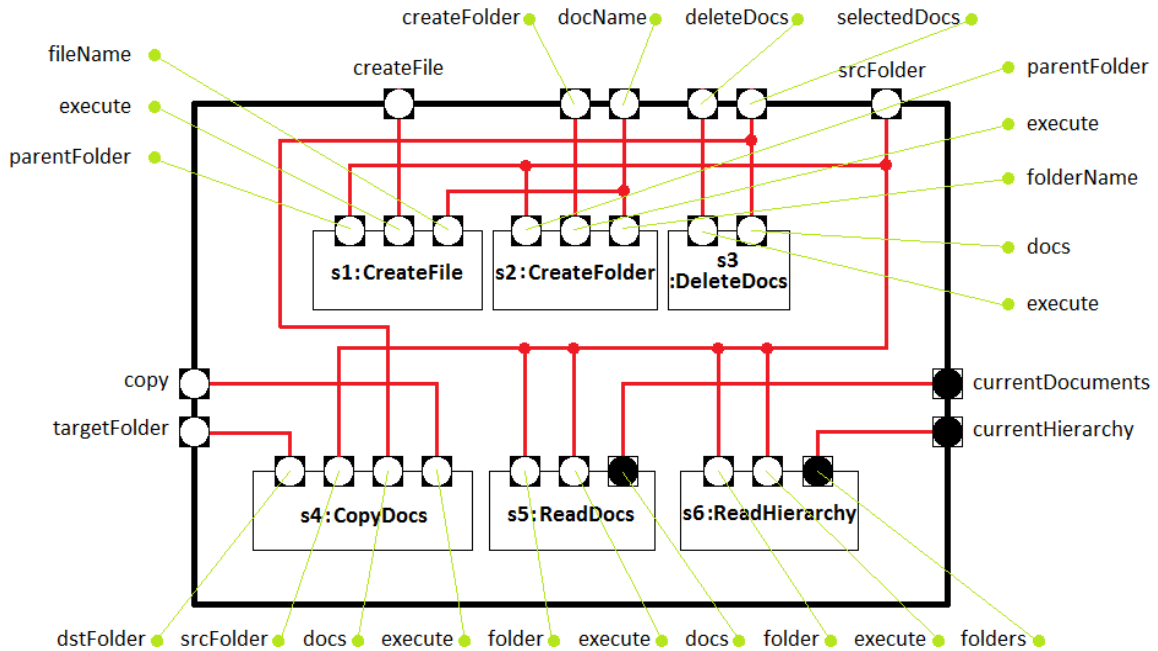 createFolder docName deleteDocs selectedDocs
fileName
createFile
srcFolder
parentFolder
execute
execute
parentFolder
folderName
docs
execute
s1:CreateFile
s2:CreateFolder
s3
:DeleteDocs
copy
targetFolder
currentDocuments
currentHierarchy
s4:CopyDocs
s5:ReadDocs
s6:ReadHierarchy
dstFolder srcFolder docs execute folder execute docs folder execute folders